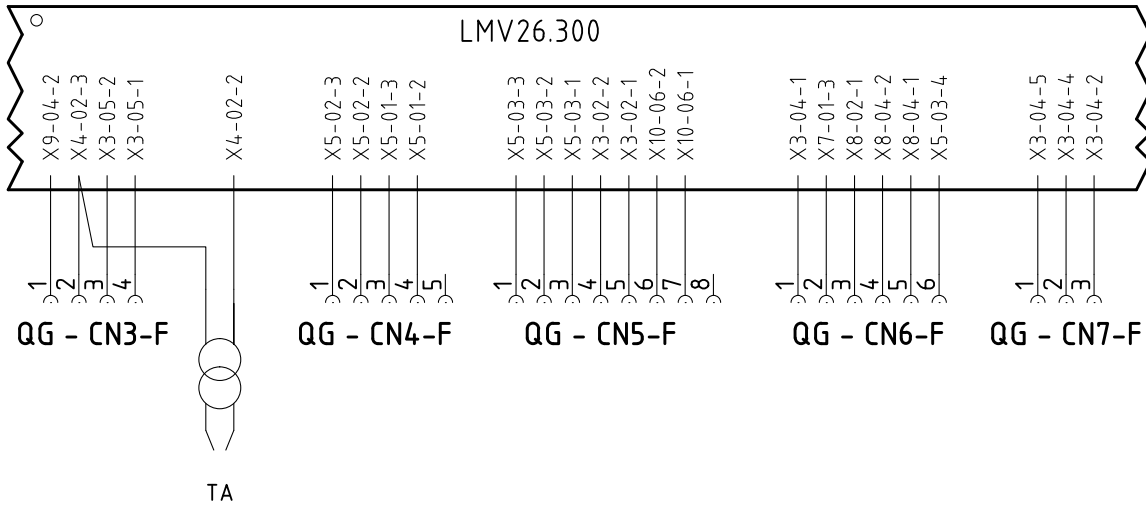 LMV26.300
X9-04-2
X4-02-3
X3-05-2
X3-05-1
X4-02-2
X5-02-3
X5-02-2
X5-01-3
X5-01-2
X5-03-3
X5-03-2
X5-03-1
X3-02-2
X3-02-1
X10-06-2
X10-06-1
X3-04-1
X7-01-3
X8-02-1
X8-04-2
X8-04-1
X5-03-4
X3-04-5
X3-04-4
X3-04-2
1 2 3 4
1 2 3 4 5
1 2 3 4 5 6 7 8
1 2 3 4 5 6
1 2 3
QG - CN3-F
QG - CN4-F
QG - CN5-F
QG - CN6-F
QG - CN7-F
TA